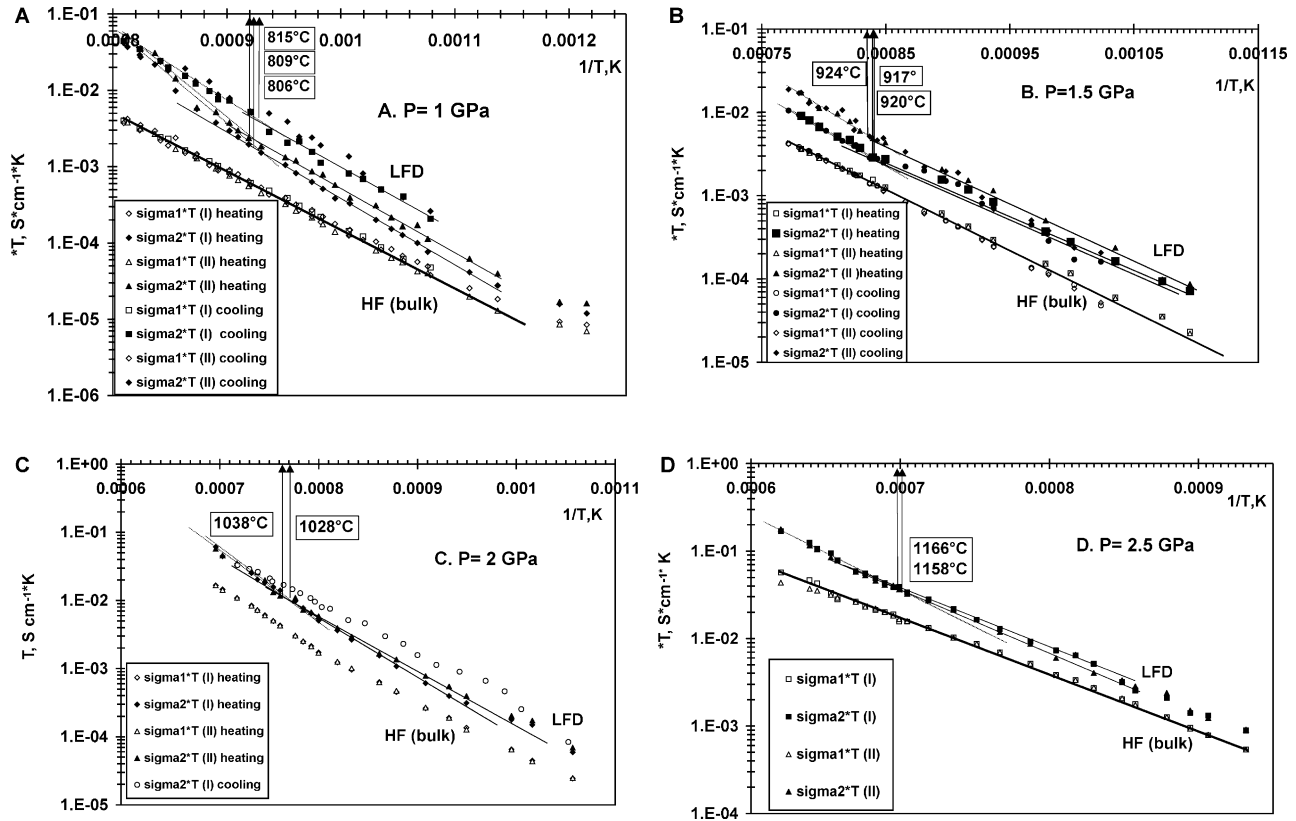 A
1.E-01
0.0008
0.0009
0.001
0.0011
0.0012
1/T,K
815°C
809°C
806°C
A. P= 1 GPa
1.E-02
1.E-03
1.E-04
1.E-05
1.E-06
*T, S*cm-¹*K
LFD
HF (bulk)
sigma1*T (I) heating
sigma2*T (I) heating
sigma1*T (II) heating
sigma2*T (II) heating
sigma1*T (I) cooling
sigma2*T (I) cooling
sigma1*T (II) cooling
sigma2*T (II) cooling
B
1.E-01
0.00075
0.00085
0.00095
0.00105
0.00115
1/T,K
924°C
917°
920°C
B. P=1.5 GPa
1.E-02
1.E-03
1.E-04
1.E-05
*T, S*cm-¹*K
LFD
HF (bulk)
sigma1*T (I) heating
sigma2*T (I) heating
sigma1*T (II) heating
sigma2*T (II )heating
sigma1*T (I) cooling
sigma2*T (I) cooling
sigma1*T (II) cooling
sigma2*T (II) cooling
C
1.E+00
0.0006
0.0007
0.0008
0.0009
0.001
0.0011
1/T,K
1038°C
1028°C
C. P= 2 GPa
1.E-01
1.E-02
1.E-03
1.E-04
1.E-05
T, S cm-¹*K
LFD
HF (bulk)
sigma1*T (I) heating
sigma2*T (I) heating
sigma1*T (II) heating
sigma2*T (II) heating
sigma2*T (I) cooling
D
1.E+00
0.0006
0.0007
0.0008
0.0009
1/T,K
1166°C
1158°C
D. P= 2.5 GPa
1.E-01
1.E-02
1.E-03
1.E-04
*T, S*cm-¹* K
LFD
HF (bulk)
sigma1*T (I)
sigma2*T (I)
sigma1*T (II)
sigma2*T (II)